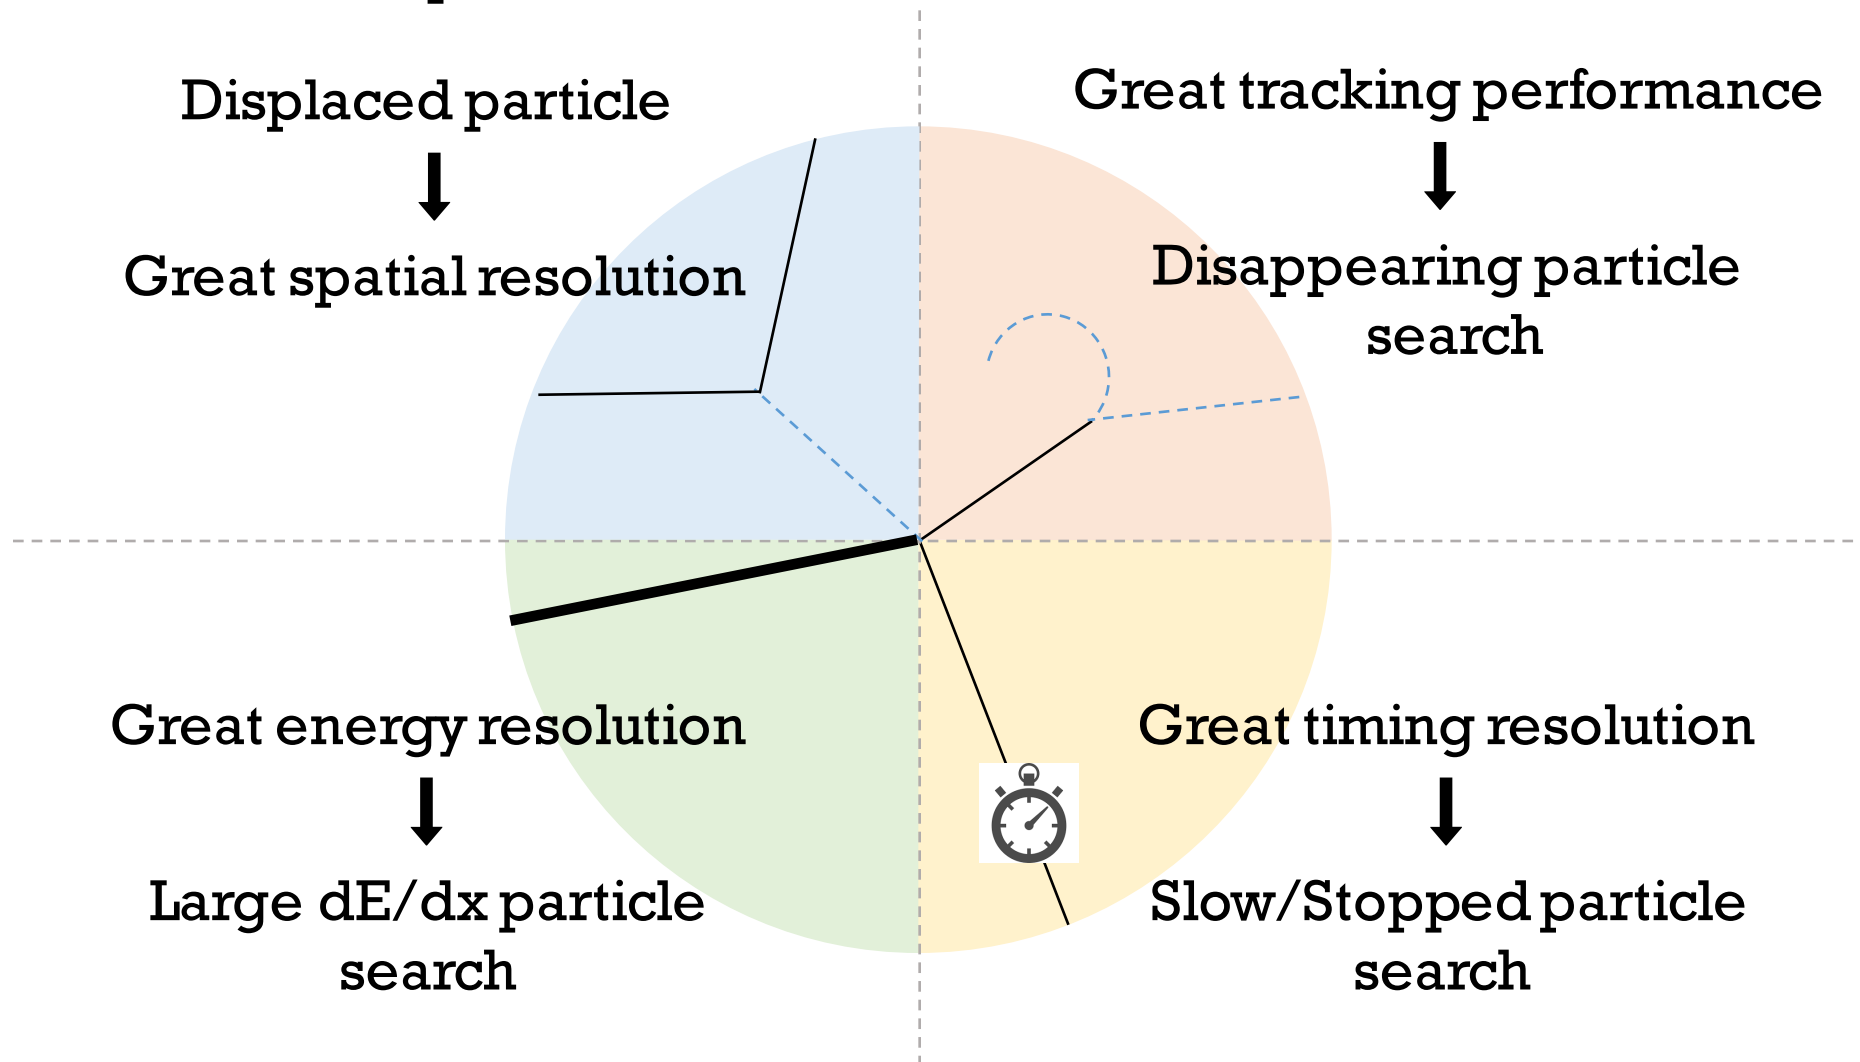 Displaced particle
Great spatial resolution
Great tracking performance
Disappearing particle
search
Great energy resolution
Large dE/dx particle
search
Great timing resolution
Slow/Stopped particle
search